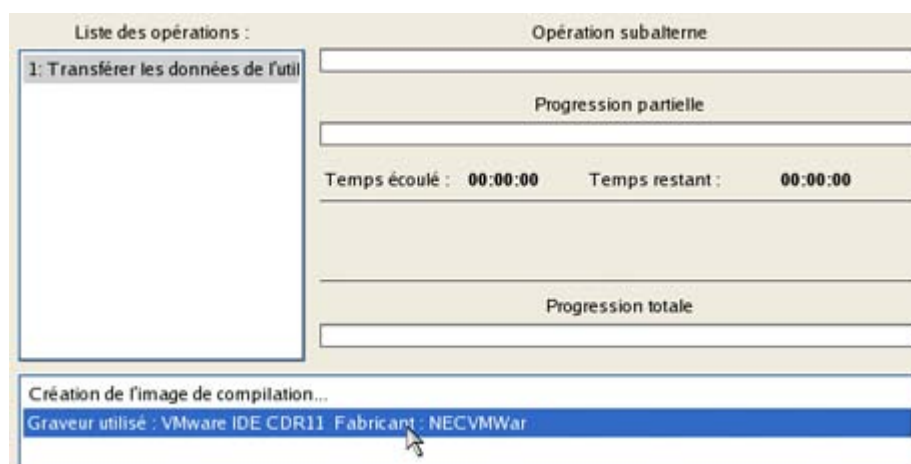 Liste des opérations :
1: Transférer les données de l'util
Opération subalterne
Progression partielle
Temps écoulé : 00:00:00 Temps restant : 00:00:00
Progression totale
Création de l'image de compilation...
Graveur utilisé : VMware IDE CDR11 Fabricant : NECVMWar